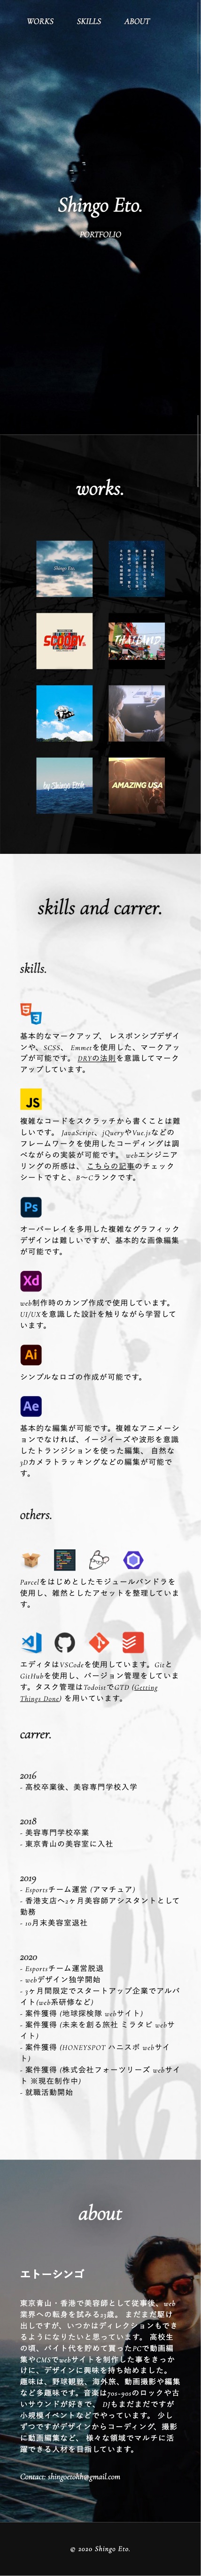 WORKS SKILLS ABOUT
Shingo Eto.
PORTFOLIO
works.
Shingo Eto.
SCOOBY
THAILAND
by Shingo Etoh
AMAZING USA
skills and carrer.
skills.
5 3
基本的なマークアップ、レスポンシブデザイ
ンや、SCSS、Emmetを使用した、マークアッ
プが可能です。DRYの法則を意識してマーク
アップしています。
JS
複雑なコードをスクラッチから書くことは難
しいです。JavaScript、jQueryやVue.jsなどの
フレームワークを使用したコーディングは調
べながらの実装が可能です。webエンジニア
リングの所感は、こちらの記事のチェック
シートですと、B〜Cランクです。
Ps
オーバーレイを多用した複雑なグラフィック
デザインは難しいですが、基本的な画像編集
が可能です。
Xd
web制作時のカンプ作成で使用しています。
UI/UXを意識した設計を触りながら学習して
います。
Ai
シンプルなロゴの作成が可能です。
Ae
基本的な編集が可能です。複雑なアニメーシ
ョンでなければ、イージイーズや波形を意識
したトランジションを使った編集、自然な
3Dカメラトラッキングなどの編集が可能で
す。
others.
Parcelをはじめとしたモジュールバンドラを
使用し、雑然としたアセットを整理していま
す。
エディタはVSCodeを使用しています。Gitと
GitHubを使用し、バージョン管理をしていま
す。タスク管理はTodoistでGTD (Getting
Things Done) を用いています。
carrer.
2016
- 高校卒業後、美容専門学校入学
2018
- 美容専門学校卒業
- 東京青山の美容室に入社
2019
- Esportsチーム運営 (アマチュア)
- 香港支店へ2ヶ月美容師アシスタントとして
勤務
- 10月末美容室退社
2020
- Esportsチーム運営脱退
- webデザイン独学開始
- 3ヶ月間限定でスタートアップ企業でアルバ
イト(web系研修など)
- 案件獲得 (地球探検隊 webサイト)
- 案件獲得 (未来を創る旅社 ミラタビ webサ
イト)
- 案件獲得 (HONEYSPOT ハニスポ webサイ
ト)
- 案件獲得 (株式会社フォーツリーズ webサイ
ト ※現在制作中)
- 就職活動開始
about
エトーシンゴ
東京青山・香港で美容師として従事後、web
業界への転身を試みる23歳。まだまだ駆け
出しですが、いつかはディレクションもでき
るようになりたいと思っています。高校生
の頃、バイト代を貯めて買ったPCで動画編
集やCMSでwebサイトを制作した事をきっか
けに、デザインに興味を持ち始めました。
趣味は、野球観戦、海外旅、動画撮影や編集
など多趣味です。音楽は70s~90sのロックや古
いサウンドが好きで、DJもまだまだですが
小規模イベントなどでやっています。少し
ずつですがデザインからコーディング、撮影
に動画編集など、様々な領域でマルチに活
躍できる人材を目指しています。
Contact: shingoetohh@gmail.com
© 2020 Shingo Eto.